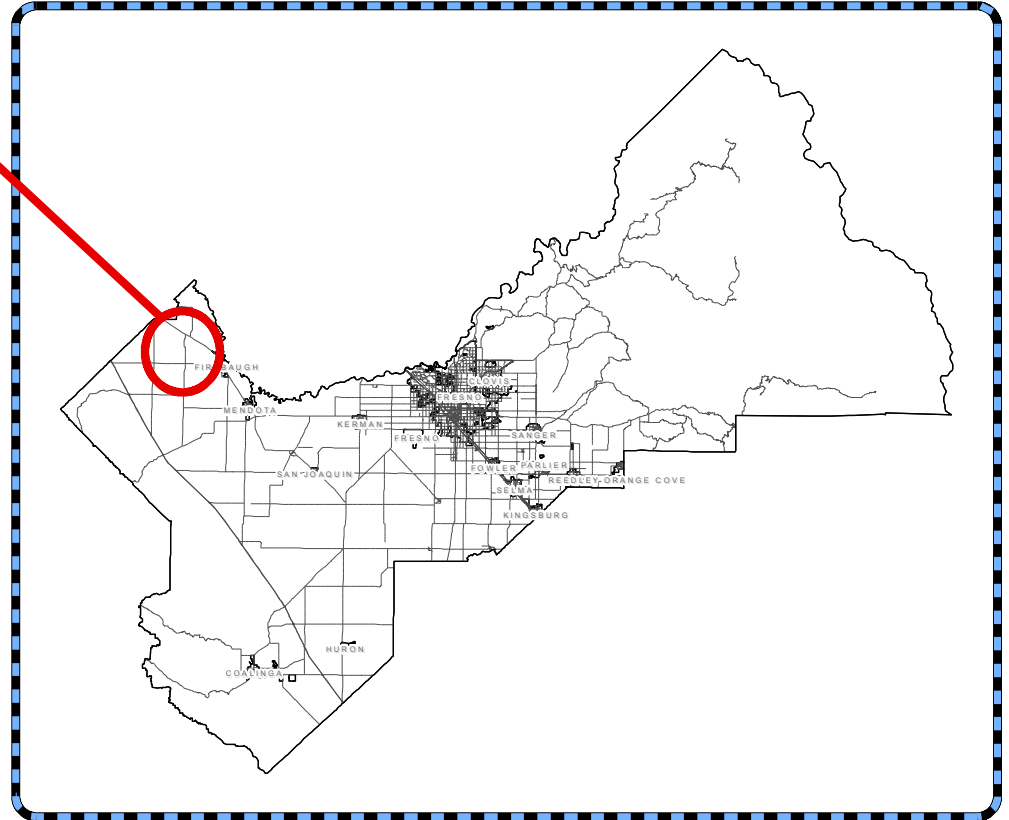 FIREBAUGH
CLOVIS
FRESNO
MENDOTA
KERMAN
FRESNO
SANGER
SAN JOAQUIN
FOWLER
PARLIER
REEDLEY
ORANGE COVE
SELMA
KINGSBURG
HURON
COALINGA